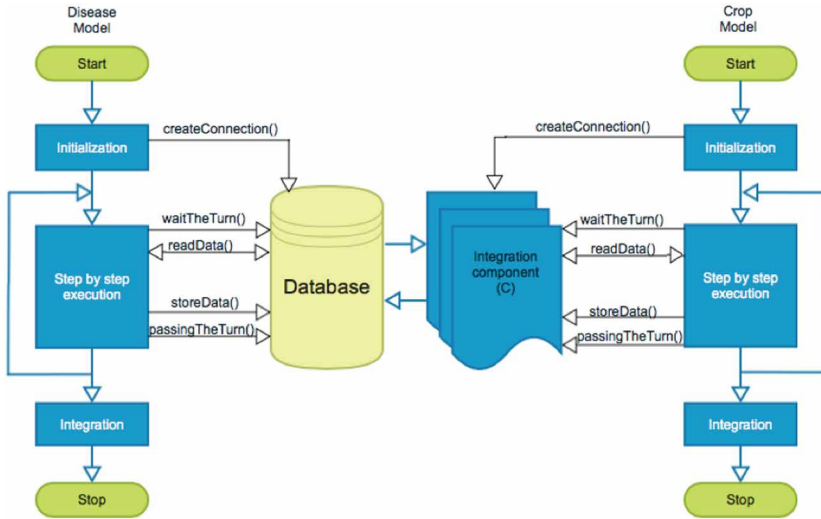 Disease
Model
Start
Initialization
createConnection()
waitTheTurn()
readData()
Step by step
execution
storeData()
passingTheTurn()
Integration
Stop
Database
Integration
component
(C)
Crop
Model
Start
Initialization
createConnection()
waitTheTurn()
readData()
Step by step
execution
storeData()
passingTheTurn()
Integration
Stop